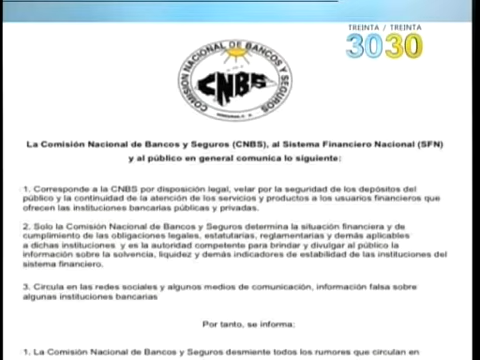 TREINTA / TREINTA
3030
COMISION NACIONAL DE BANCOS Y SEGUROS
CNBS
La Comisión Nacional de Bancos y Seguros (CNBS), al Sistema Financiero Nacional (SFN)
y al público en general comunica lo siguiente:
1. Corresponde a la CNBS por disposición legal, velar por la seguridad de los depósitos del
público y la continuidad de la atención de los servicios y productos a los usuarios financieros que
ofrecen las instituciones bancarias públicas y privadas.
2. Solo la Comisión Nacional de Bancos y Seguros determina la situación financiera y de
cumplimiento de las obligaciones legales, estatutarias, reglamentarias y demás aplicables
a dichas instituciones y es la autoridad competente para brindar y divulgar al público la
información sobre la solvencia, liquidez y demás indicadores de estabilidad de las instituciones del
sistema financiero.
3. Circula en las redes sociales y algunos medios de comunicación, información falsa sobre
algunas instituciones bancarias
Por tanto, se informa:
1. La Comisión Nacional de Bancos y Seguros desmiente todos los rumores que circulan en